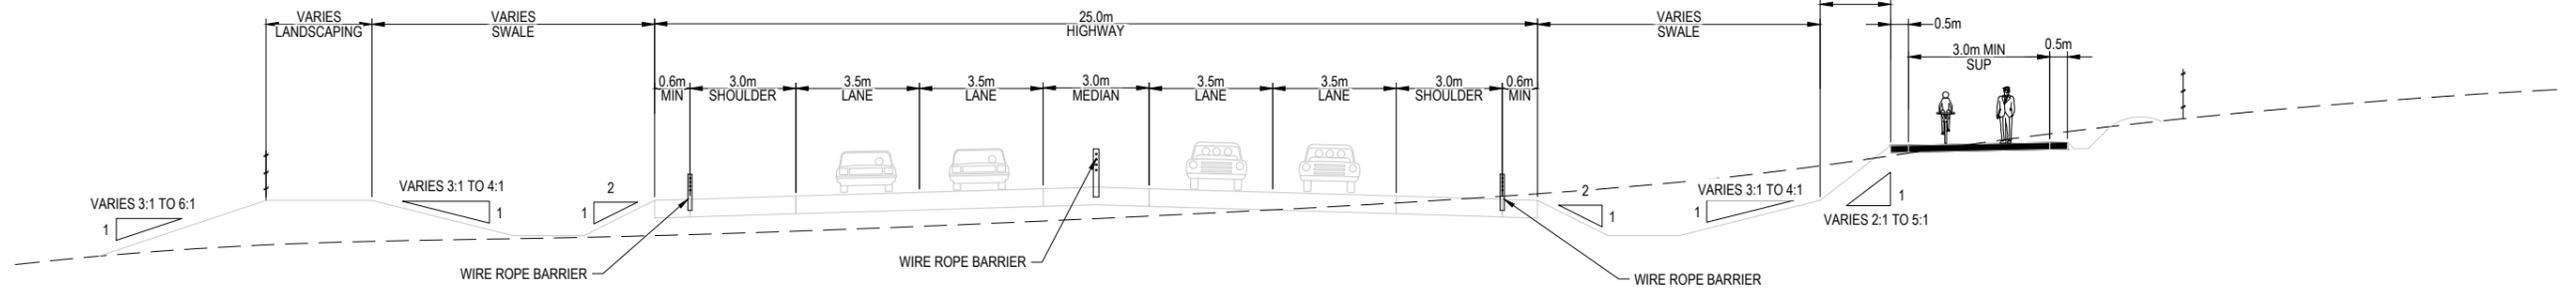 VARIES
LANDSCAPING
VARIES
SWALE
25.0m
HIGHWAY
VARIES
SWALE
0.5m
3.0m MIN
SUP
0.5m
0.6m
MIN
3.0m
SHOULDER
3.5m
LANE
3.5m
LANE
3.0m
MEDIAN
3.5m
LANE
3.5m
LANE
3.0m
SHOULDER
0.6m
MIN
VARIES 3:1 TO 6:1
1
VARIES 3:1 TO 4:1
1
2
1
2
1
VARIES 3:1 TO 4:1
1
1
VARIES 2:1 TO 5:1
WIRE ROPE BARRIER
WIRE ROPE BARRIER
WIRE ROPE BARRIER